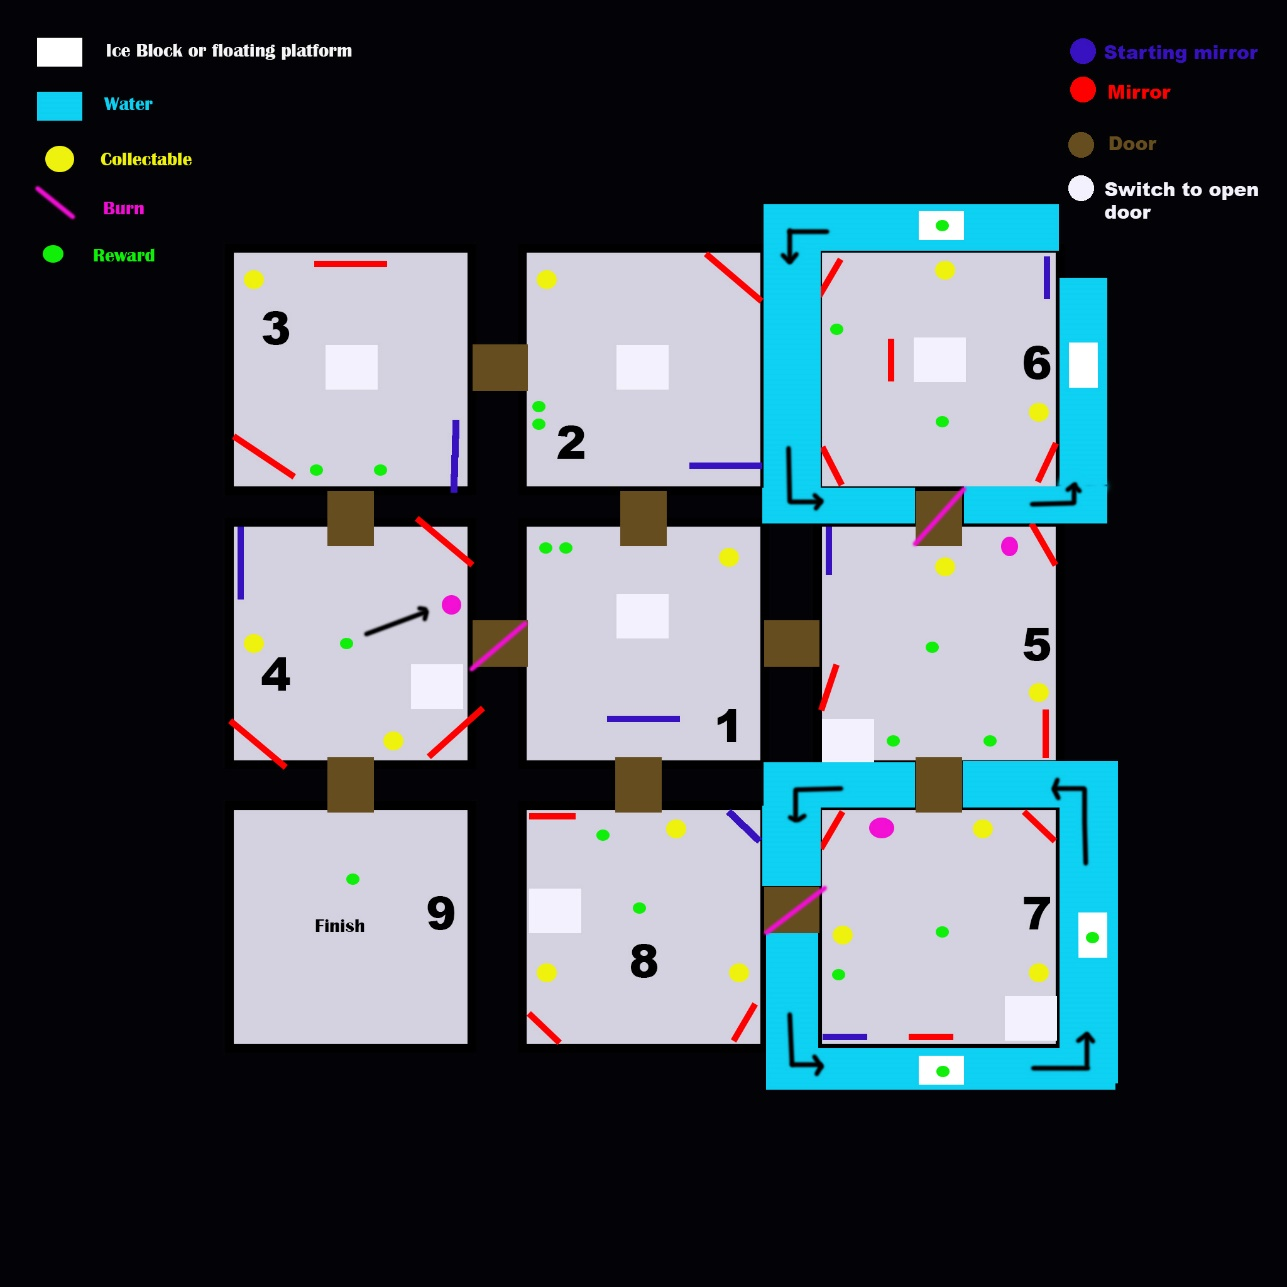 Ice Block or floating platform
Water
Collectable
Burn
Reward
Starting mirror
Mirror
Door
Switch to open
door
3
2
6
4
1
5
Finish
9
8
7